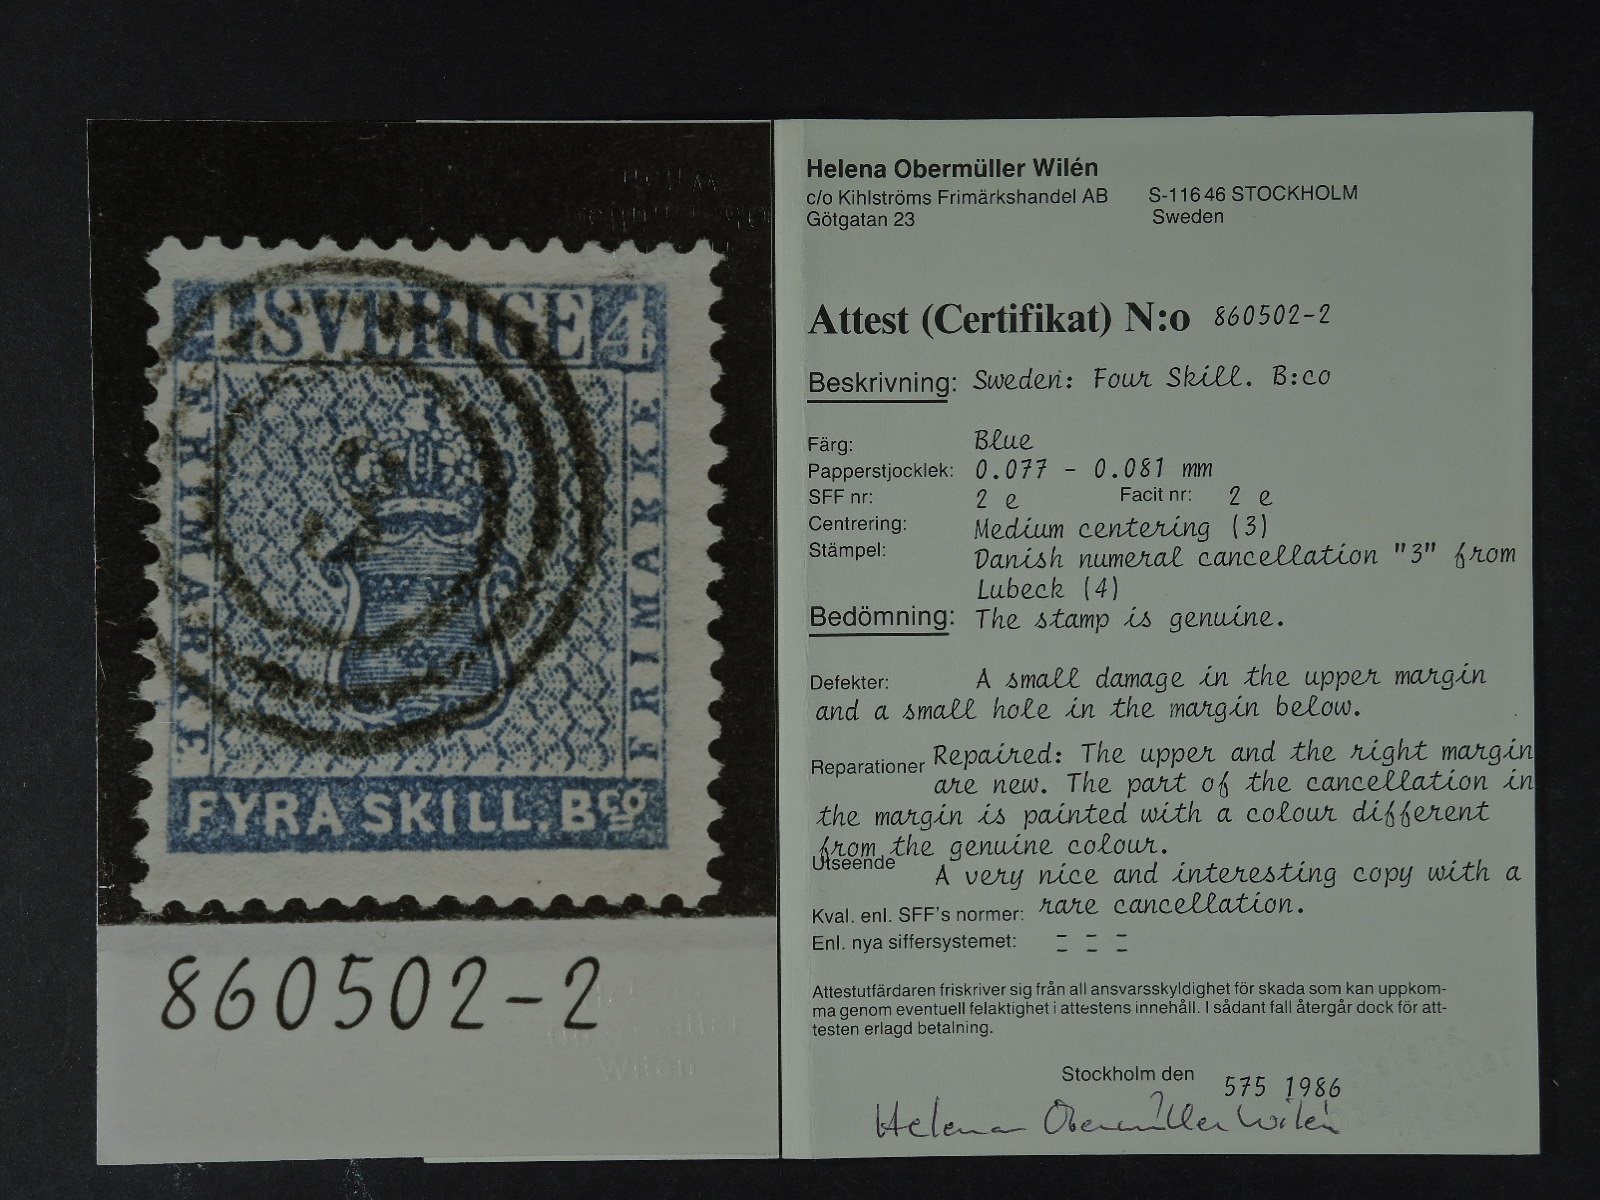 SVERIGE 4
FRIMARKE
FRIMARKE
3
FYRA SKILL. Bco
860502-2
Wilén
Helena Obermüller Wilén
c/o Kihlströms Frimärkshandel AB S-116 46 STOCKHOLM
Götgatan 23 Sweden
Attest (Certifikat) N:o 860502-2
Beskrivning: Sweden: Four Skill. B:co
Färg: Blue
Papperstjocklek: 0.077 - 0.081 mm
SFF nr: 2 e Facit nr: 2 e
Centrering: Medium centering (3)
Stämpel: Danish numeral cancellation "3" from
Lubeck (4)
Bedömning: The stamp is genuine.
Defekter: A small damage in the upper margin
and a small hole in the margin below.
Reparationer Repaired: The upper and the right margin
are new. The part of the cancellation in
the margin is painted with a colour different
from the genuine colour.
Utseende A very nice and interesting copy with a
Kval. enl. SFF's normer: rare cancellation.
Enl. nya siffersystemet: = = =
Attestutfärdaren friskriver sig från all ansvarsskyldighet för skada som kan uppkom-
ma genom eventuell felaktighet i attestens innehåll. I sådant fall återgår dock för att-
testen erlagd betalning.
Stockholm den 575 1986
Helena Obermüller Wilén